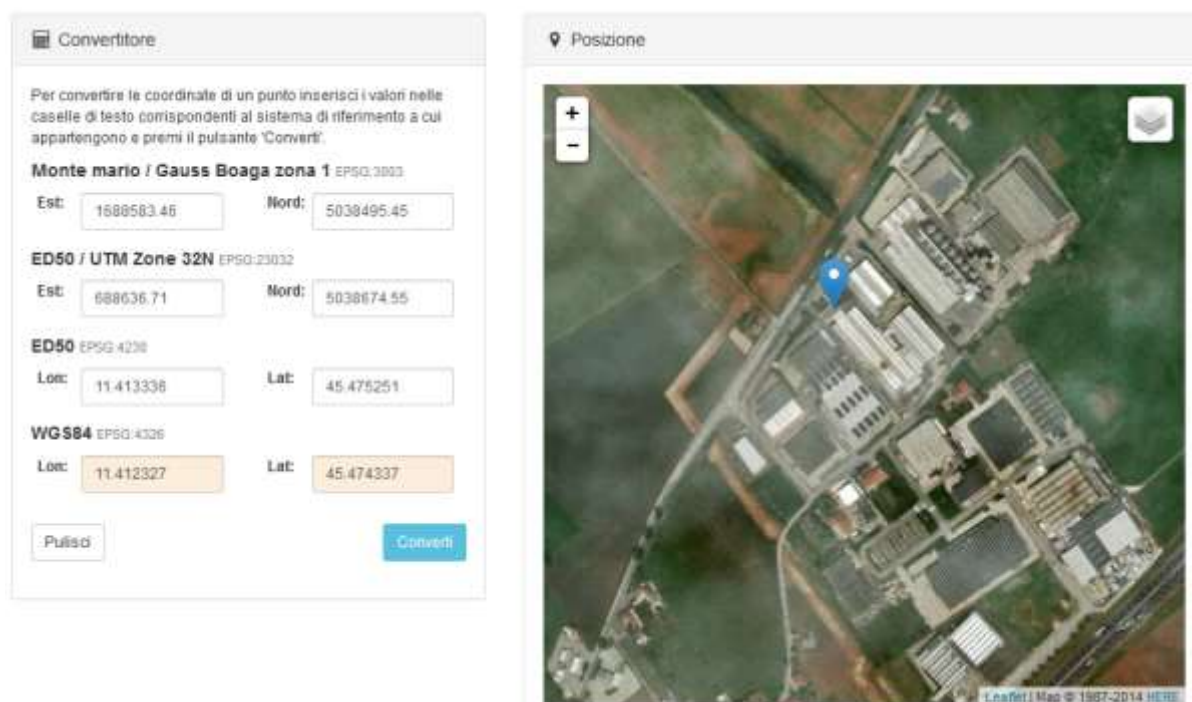 Convertitore
Per convertire le coordinate di un punto inserisci i valori nelle
caselle di testo corrispondenti al sistema di riferimento a cui
appartengono e premi il pulsante 'Converti'.
Monte mario / Gauss Boaga zona 1 EPSG:3003
Est: 1688583.46 Nord: 5038495.45
ED50 / UTM Zone 32N EPSG:23032
Est: 688636.71 Nord: 5038674.55
ED50 EPSG:4230
Lon: 11.413336 Lat: 45.475251
WGS84 EPSG:4326
Lon: 11.412327 Lat: 45.474337
Pulisci Converti
Posizione
+
-
Leaflet | Map © 1987-2014 HERE